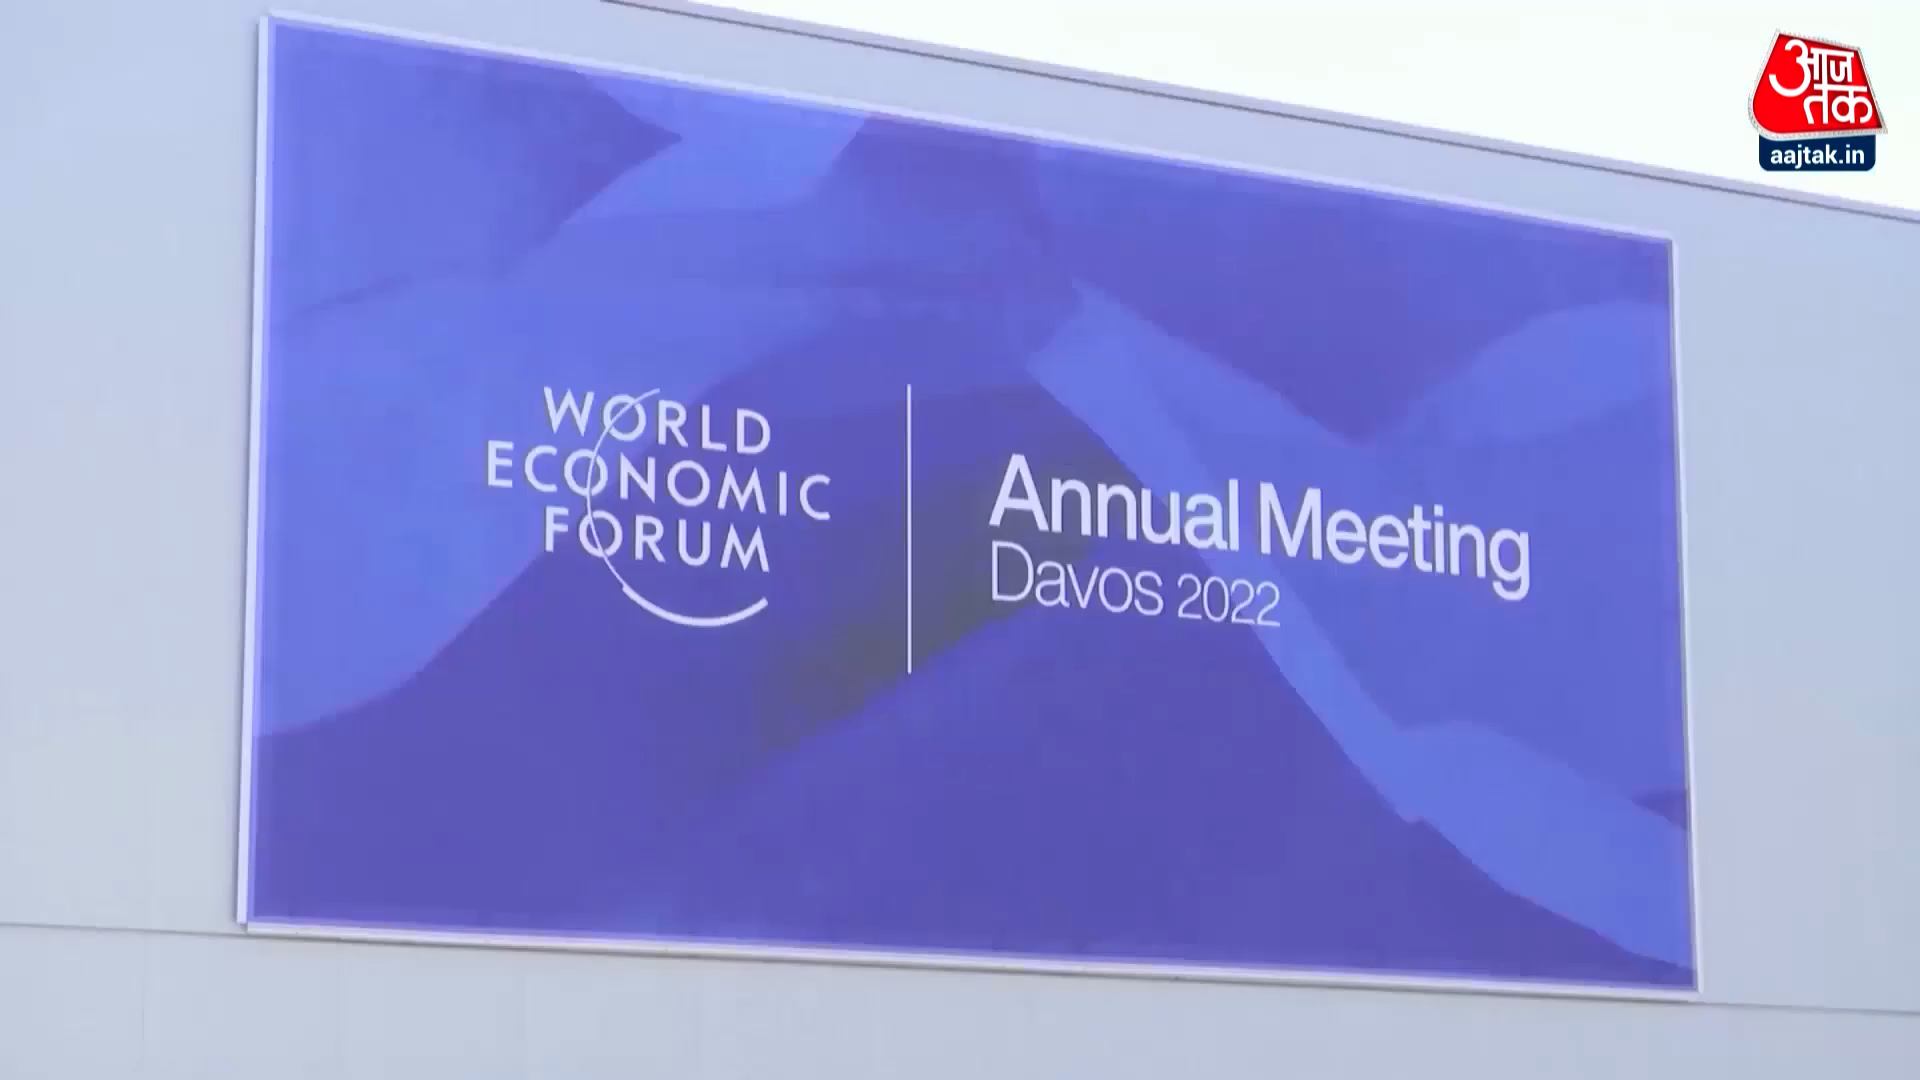 WORLD
ECONOMIC
FORUM
Annual Meeting
Davos 2022
आज
तक
aajtak.in